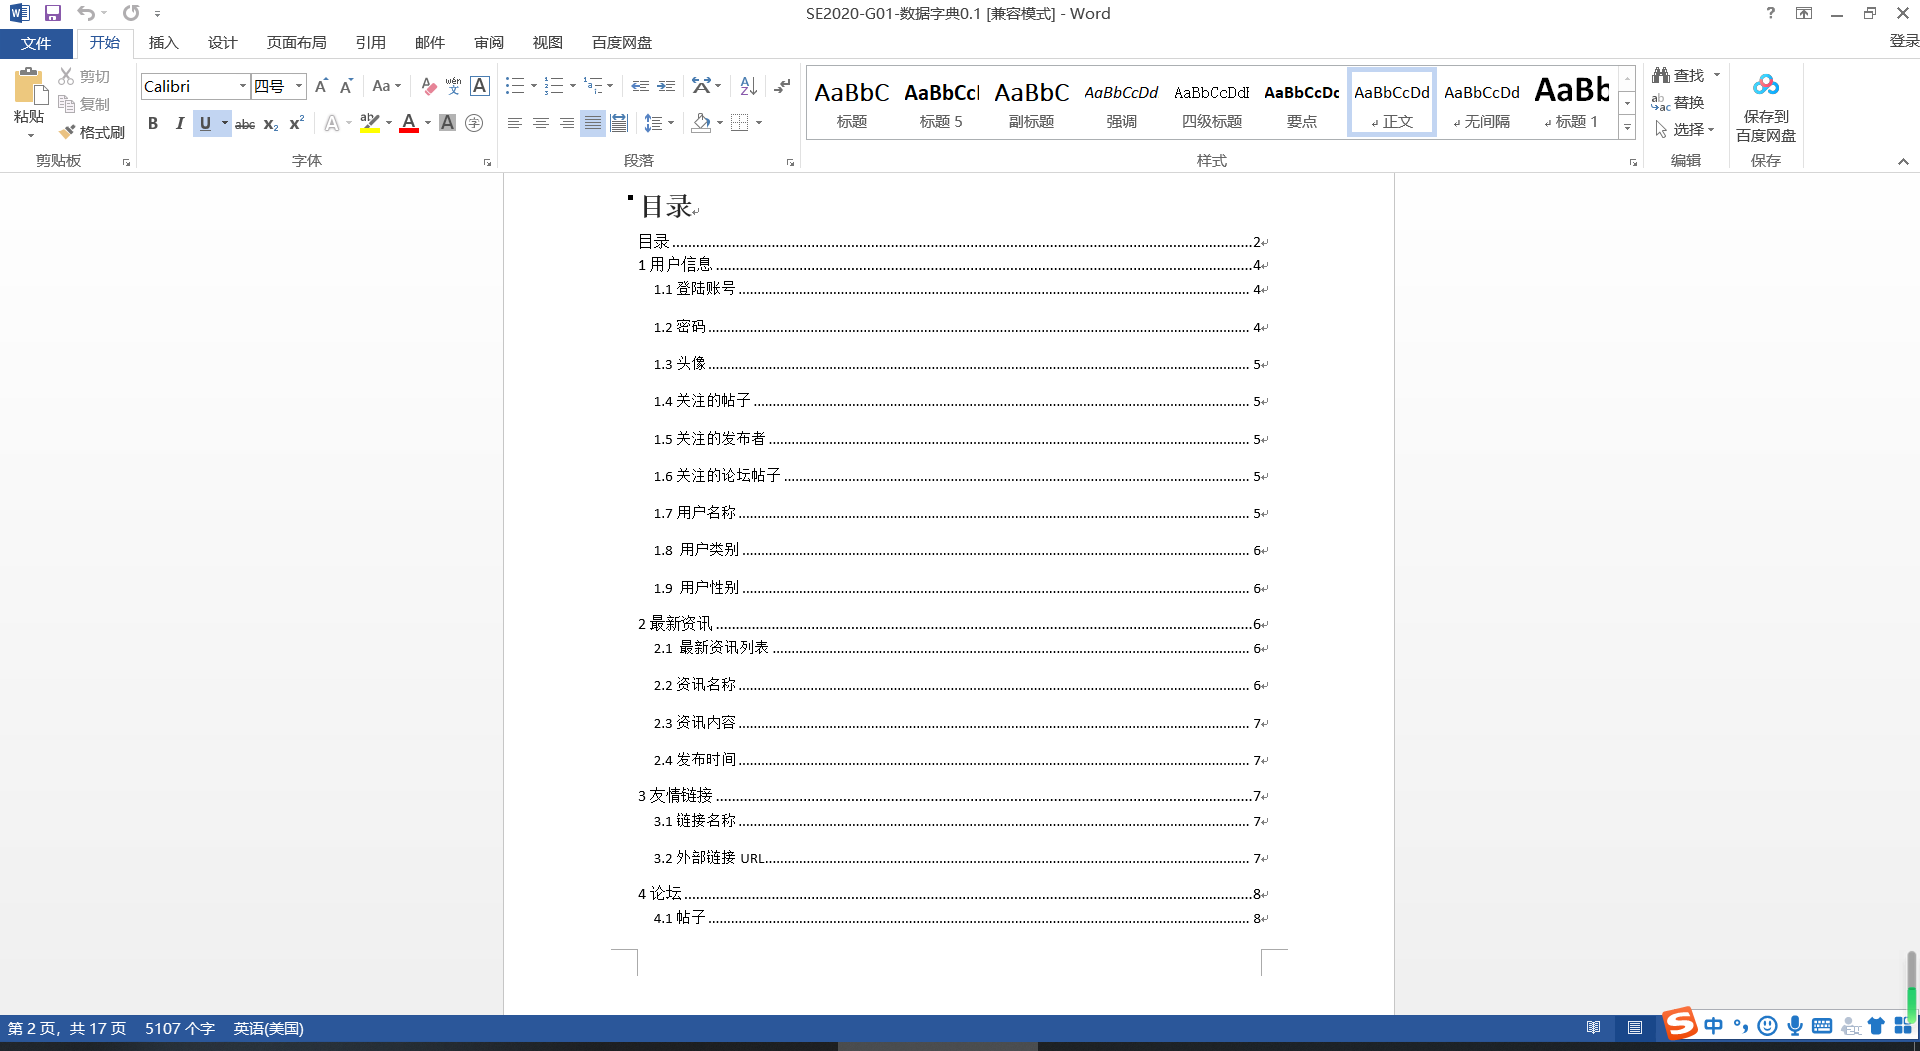 SE2020-G01-数据字典0.1 [兼容模式] - Word
登录
文件 开始 插入 设计 页面布局 引用 邮件 审阅 视图 百度网盘
粘贴
剪切
复制
格式刷
剪贴板
Calibri 四号
字体
段落
AaBbC 标题
AaBbCcI 标题 5
AaBbC 副标题
AaBbCcDd 强调
AaBbCcDdE 四级标题
AaBbCcDc 要点
AaBbCcDd 正文
AaBbCcDd 无间隔
AaBb 标题 1
样式
查找
替换
选择
编辑
保存到
百度网盘
保存
目录
目录 2
1 用户信息 4
1.1 登陆账号 4
1.2 密码 4
1.3 头像 5
1.4 关注的帖子 5
1.5 关注的发布者 5
1.6 关注的论坛帖子 5
1.7 用户名称 5
1.8 用户类别 6
1.9 用户性别 6
2 最新资讯 6
2.1 最新资讯列表 6
2.2 资讯名称 6
2.3 资讯内容 7
2.4 发布时间 7
3 友情链接 7
3.1 链接名称 7
3.2 外部链接 URL 7
4 论坛 8
4.1 帖子 8
第 2 页，共 17 页 5107 个字 英语(美国)
中